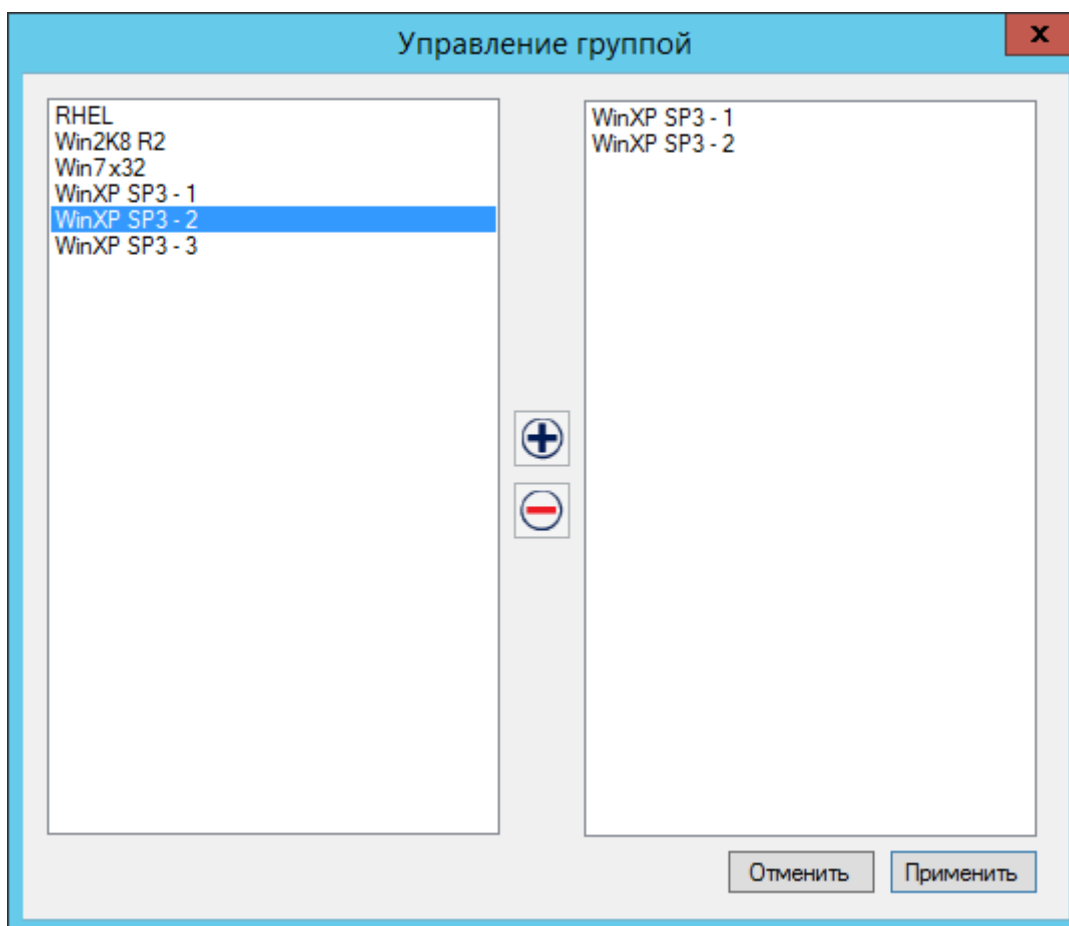 Управление группой
x
RHEL
Win2K8 R2
Win7x32
WinXP SP3 - 1
WinXP SP3 - 2
WinXP SP3 - 3
WinXP SP3 - 1
WinXP SP3 - 2
Отменить
Применить